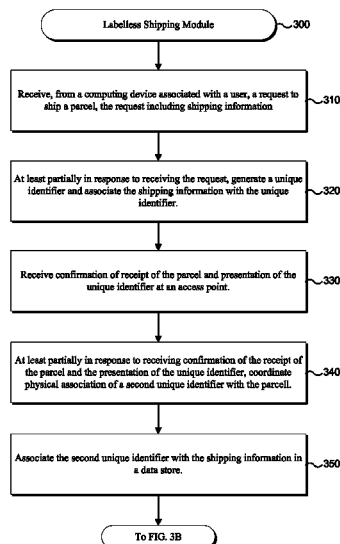 Labelless Shipping Module
300
Receive, from a computing device associated with a user, a request to
ship a parcel, the request including shipping information
310
At least partially in response to receiving the request, generate a unique
identifier and associate the shipping information with the unique
identifier.
320
Receive confirmation of receipt of the parcel and presentation of the
unique identifier at an access point.
330
At least partially in response to receiving confirmation of the receipt of
the parcel and the presentation of the unique identifier, coordinate
physical association of a second unique identifier with the parcell.
340
Associate the second unique identifier with the shipping information in
a data store.
350
To FIG. 3B